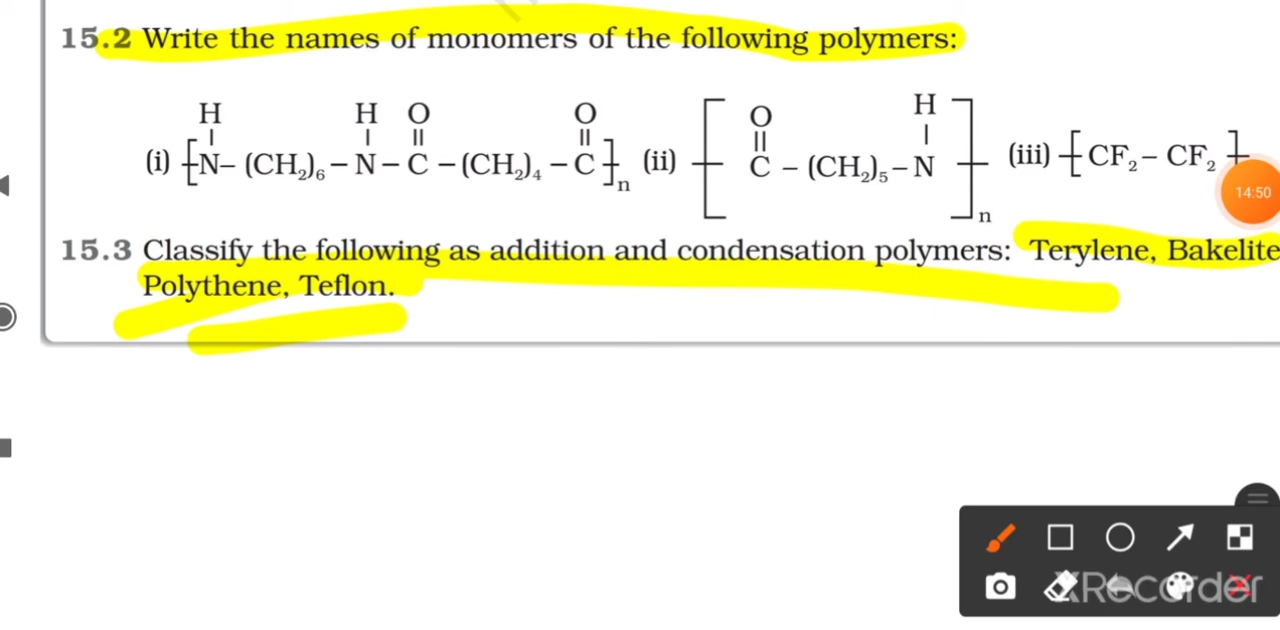 15.2 Write the names of monomers of the following polymers:
H H O O O H
(i) [N– (CH₂)₆ – N – C – (CH₂)₄ – C]n (ii) [C – (CH₂)₅ – N]n (iii) [CF₂ – CF₂]
15.3 Classify the following as addition and condensation polymers: Terylene, Bakelite
Polythene, Teflon.
14:50
XRecorder